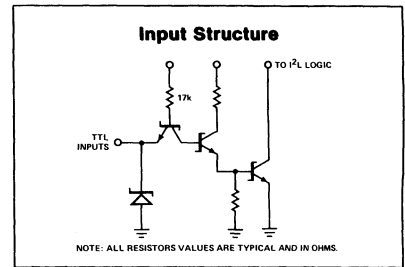 Input Structure
TO I²L LOGIC
17k
TTL
INPUTS
NOTE: ALL RESISTORS VALUES ARE TYPICAL AND IN OHMS.